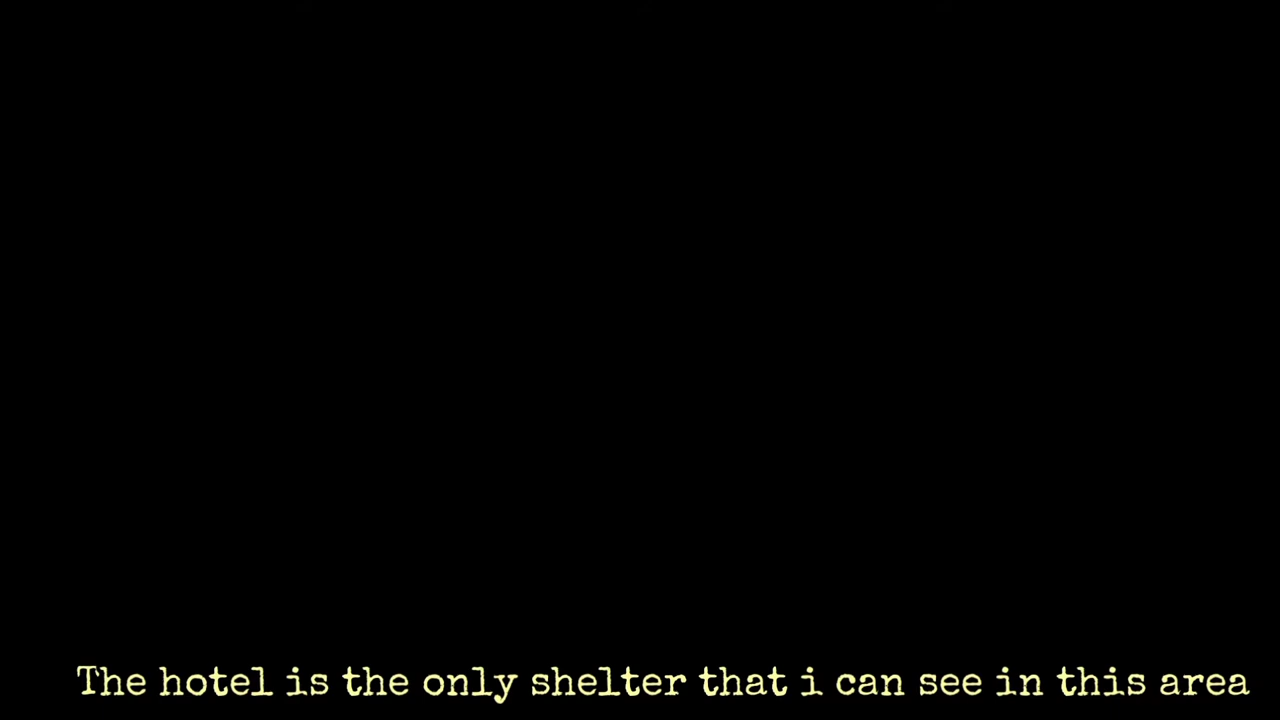 The hotel is the only shelter that i can see in this area